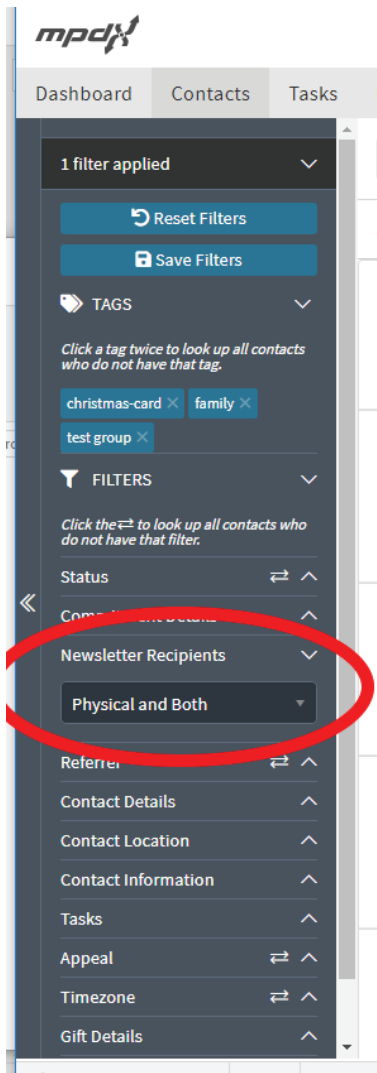 mpdx
Dashboard Contacts Tasks
1 filter applied
Reset Filters
Save Filters
TAGS
Click a tag twice to look up all contacts
who do not have that tag.
christmas-card × family ×
test group ×
FILTERS
Click the ⇄ to look up all contacts who
do not have that filter.
Status
Details
Newsletter Recipients
Physical and Both
Referrer
Contact Details
Contact Location
Contact Information
Tasks
Appeal
Timezone
Gift Details